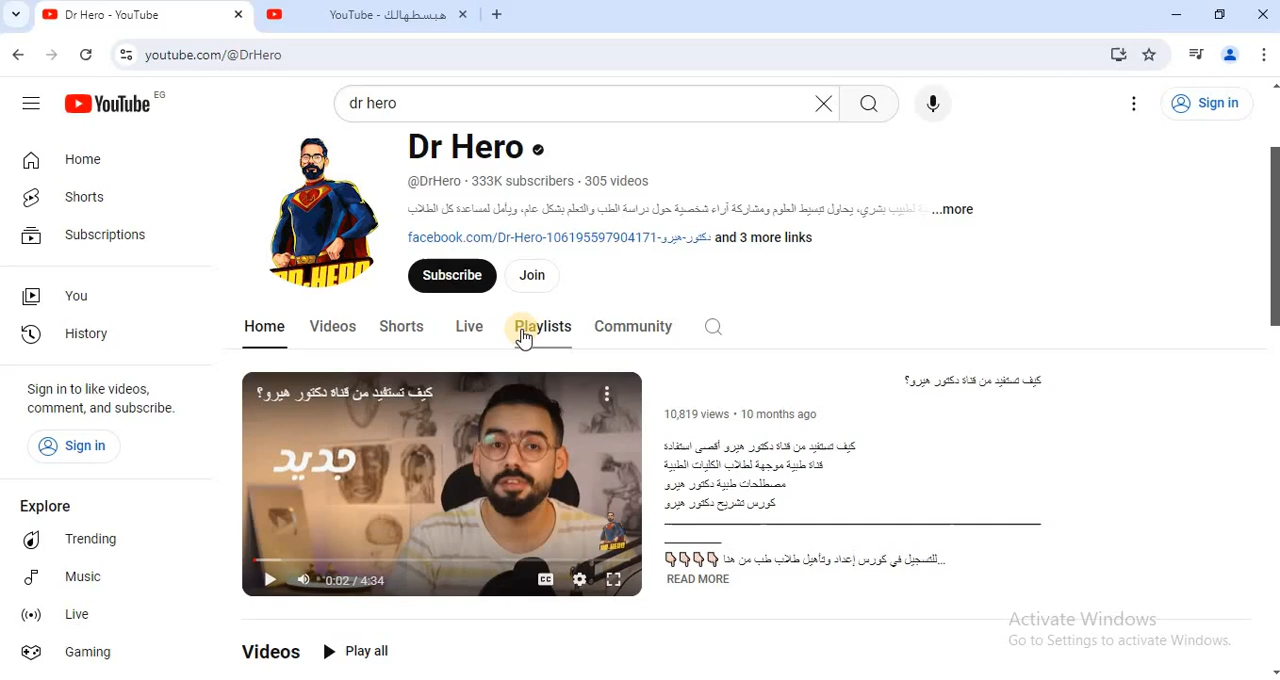 Dr Hero - YouTube
هبسطهالك - YouTube
youtube.com/@DrHero
YouTube EG
dr hero
Sign in
Home
Shorts
Subscriptions
You
History
Sign in to like videos,
comment, and subscribe.
Sign in
Explore
Trending
Music
Live
Gaming
DR.HERO
Dr Hero
@DrHero · 333K subscribers · 305 videos
لطبيب بشري، يحاول تبسيط العلوم ومشاركة آراء شخصية حول دراسة الطب والتعلم بشكل عام، ويأمل لمساعدة كل الطلاب
...more
facebook.com/Dr-Hero-دكتور-هيرو-106195597904171 and 3 more links
Subscribe
Join
Home
Videos
Shorts
Live
Playlists
Community
كيف تستفيد من قناة دكتور هيرو؟
جديد
0:02 / 4:34
CC
كيف تستفيد من قناة دكتور هيرو؟
10,819 views • 10 months ago
كيف تستفيد من قناة دكتور هيرو أقصى استفادة
قناة طبية موجهة لطلاب الكليات الطبية
مصطلحات طبية دكتور هيرو
كورس تشريح دكتور هيرو
للتسجيل في كورس إعداد وتأهيل طلاب طب من هنا 👇🏻👇🏻👇🏻👇🏻...
READ MORE
Videos
Play all
Activate Windows
Go to Settings to activate Windows.